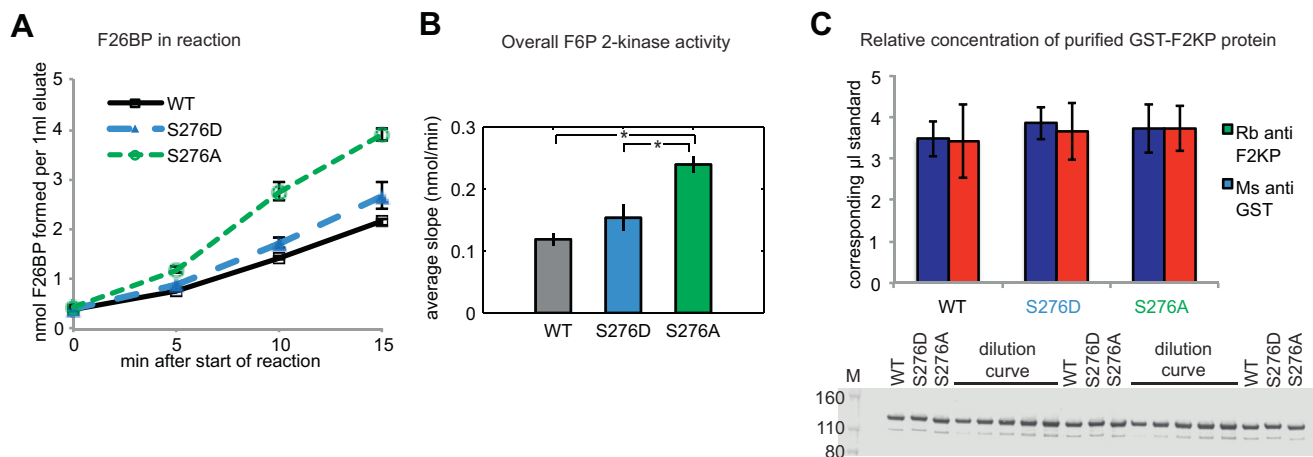 A
F26BP in reaction
nmol F26BP formed per 1ml eluate
5
4
3
2
1
0
WT
S276D
S276A
0 5 10 15
min after start of reaction
B
Overall F6P 2-kinase activity
average slope (nmol/min)
0.3
0.2
0.1
0
*
*
WT S276D S276A
C
Relative concentration of purified GST-F2KP protein
corresponding µl standard
5
4
3
2
1
0
Rb anti
F2KP
Ms anti
GST
WT S276D S276A
M
WT
S276D
S276A
dilution
curve
WT
S276D
S276A
dilution
curve
WT
S276D
S276A
160
110
80